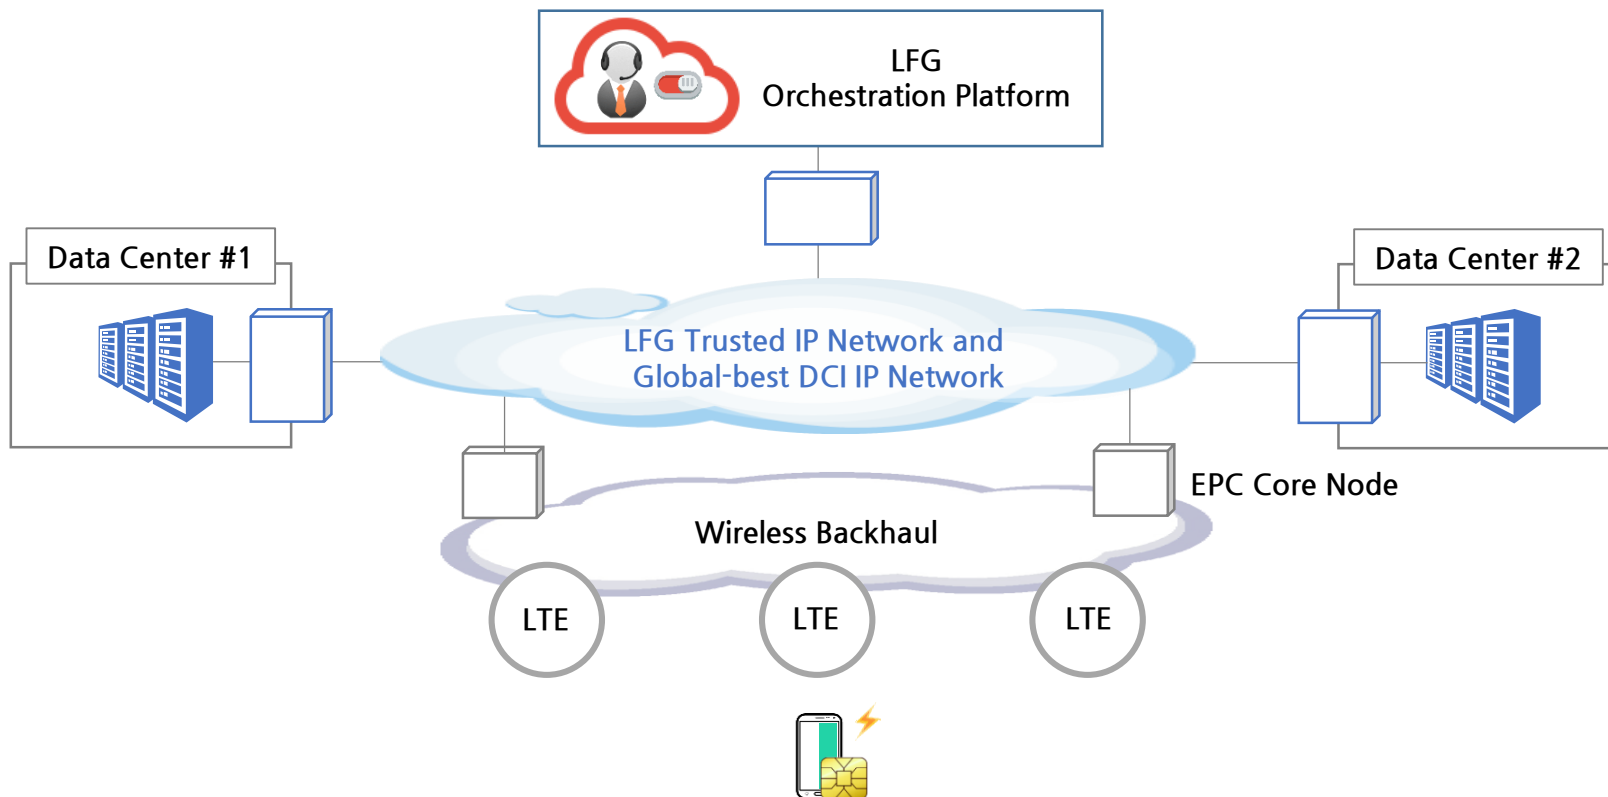 LFG
Orchestration Platform
Data Center #1
Data Center #2
LFG Trusted IP Network and
Global-best DCI IP Network
EPC Core Node
Wireless Backhaul
LTE
LTE
LTE